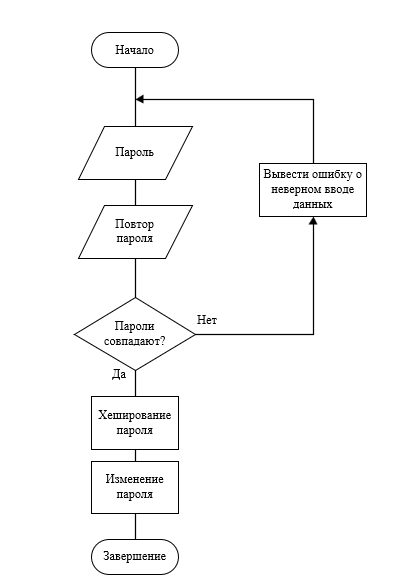 Начало
Пароль
Повтор
пароля
Вывести ошибку о
неверном вводе
данных
Пароли
совпадают?
Нет
Да
Хеширование
пароля
Изменение
пароля
Завершение